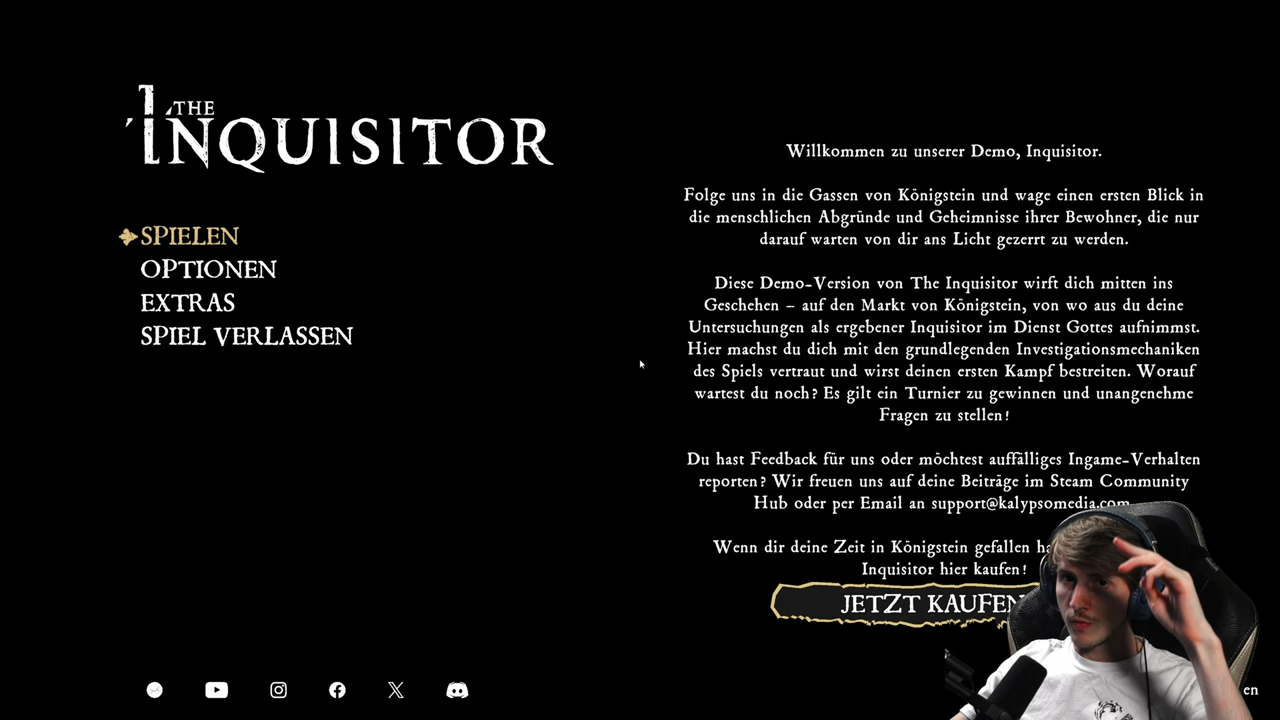 THE
INQUISITOR
SPIELEN
OPTIONEN
EXTRAS
SPIEL VERLASSEN
Willkommen zu unserer Demo, Inquisitor.
Folge uns in die Gassen von Königstein und wage einen ersten Blick in
die menschlichen Abgründe und Geheimnisse ihrer Bewohner, die nur
darauf warten von dir ans Licht gezerrt zu werden.
Diese Demo-Version von The Inquisitor wirft dich mitten ins
Geschehen – auf den Markt von Königstein, von wo aus du deine
Untersuchungen als ergebener Inquisitor im Dienst Gottes aufnimmst.
Hier machst du dich mit den grundlegenden Investigationsmechaniken
des Spiels vertraut und wirst deinen ersten Kampf bestreiten. Worauf
wartest du noch? Es gilt ein Turnier zu gewinnen und unangenehme
Fragen zu stellen!
Du hast Feedback für uns oder möchtest auffälliges Ingame-Verhalten
reporten? Wir freuen uns auf deine Beiträge im Steam Community
Hub oder per Email an support@kalypsomedia.com
Wenn dir deine Zeit in Königstein gefallen
Inquisitor hier kaufen!
JETZT KAUFEN
en